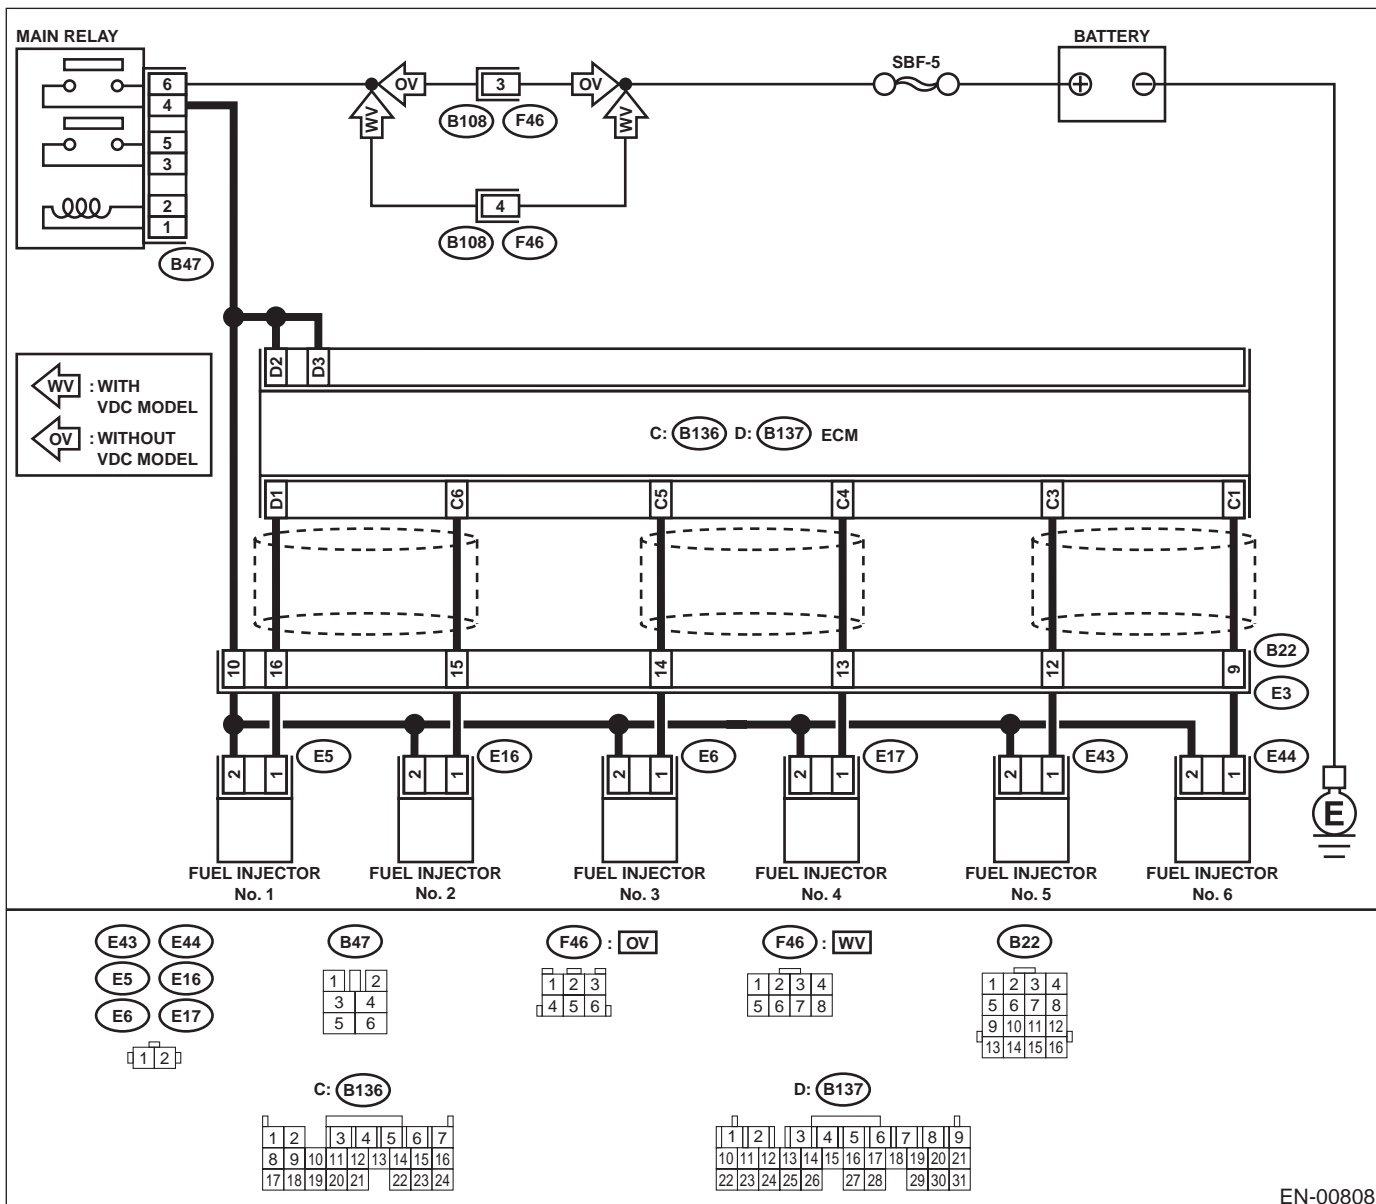 MAIN RELAY
6
4
5
3
2
1
B47
OV
3
OV
WV
WV
B108
F46
4
B108
F46
SBF-5
BATTERY
WV : WITH
VDC MODEL
OV : WITHOUT
VDC MODEL
D2
D3
C: B136 D: B137 ECM
D1
C6
C5
C4
C3
C1
10
16
15
14
13
12
9
B22
E3
2
1
E5
2
1
E16
2
1
E6
2
1
E17
2
1
E43
2
1
E44
E
FUEL INJECTOR
No. 1
FUEL INJECTOR
No. 2
FUEL INJECTOR
No. 3
FUEL INJECTOR
No. 4
FUEL INJECTOR
No. 5
FUEL INJECTOR
No. 6
E43 E44
E5 E16
E6 E17
1 2
B47
1 2
3 4
5 6
F46 : OV
1 2 3
4 5 6
F46 : WV
1 2 3 4
5 6 7 8
B22
1 2 3 4
5 6 7 8
9 10 11 12
13 14 15 16
C: B136
1 2 3 4 5 6 7
8 9 10 11 12 13 14 15 16
17 18 19 20 21 22 23 24
D: B137
1 2 3 4 5 6 7 8 9
10 11 12 13 14 15 16 17 18 19 20 21
22 23 24 25 26 27 28 29 30 31
EN-00808